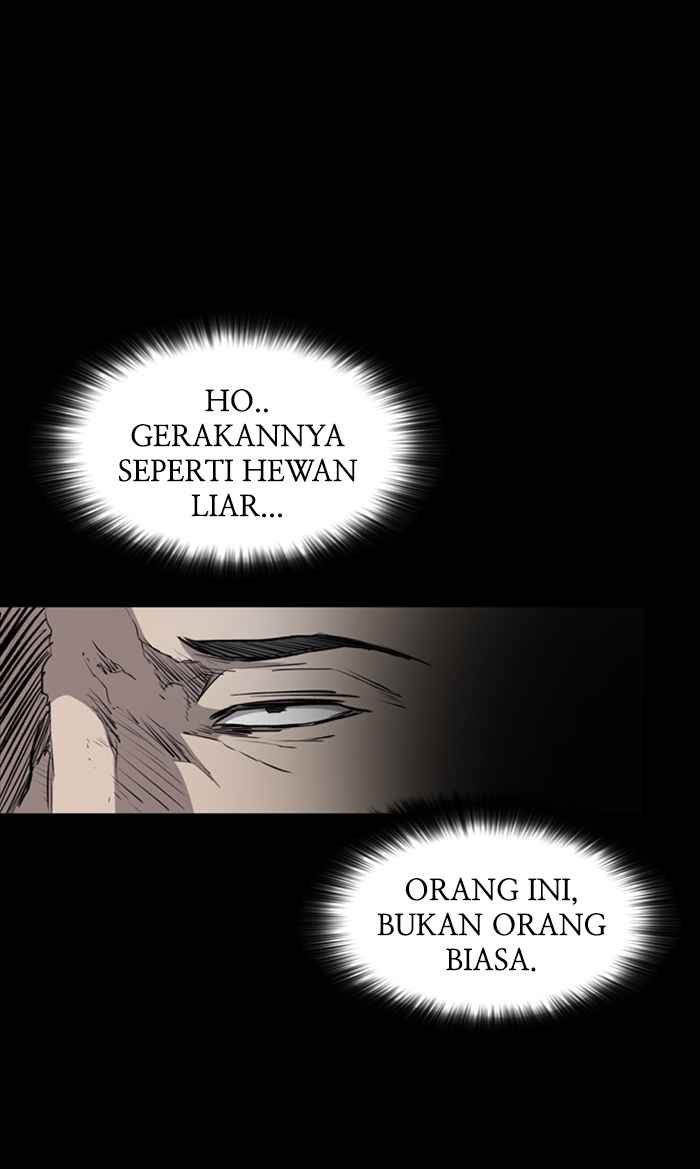 HO..
GERAKANNYA
SEPERTI HEWAN
LIAR...
ORANG INI,
BUKAN ORANG
BIASA.